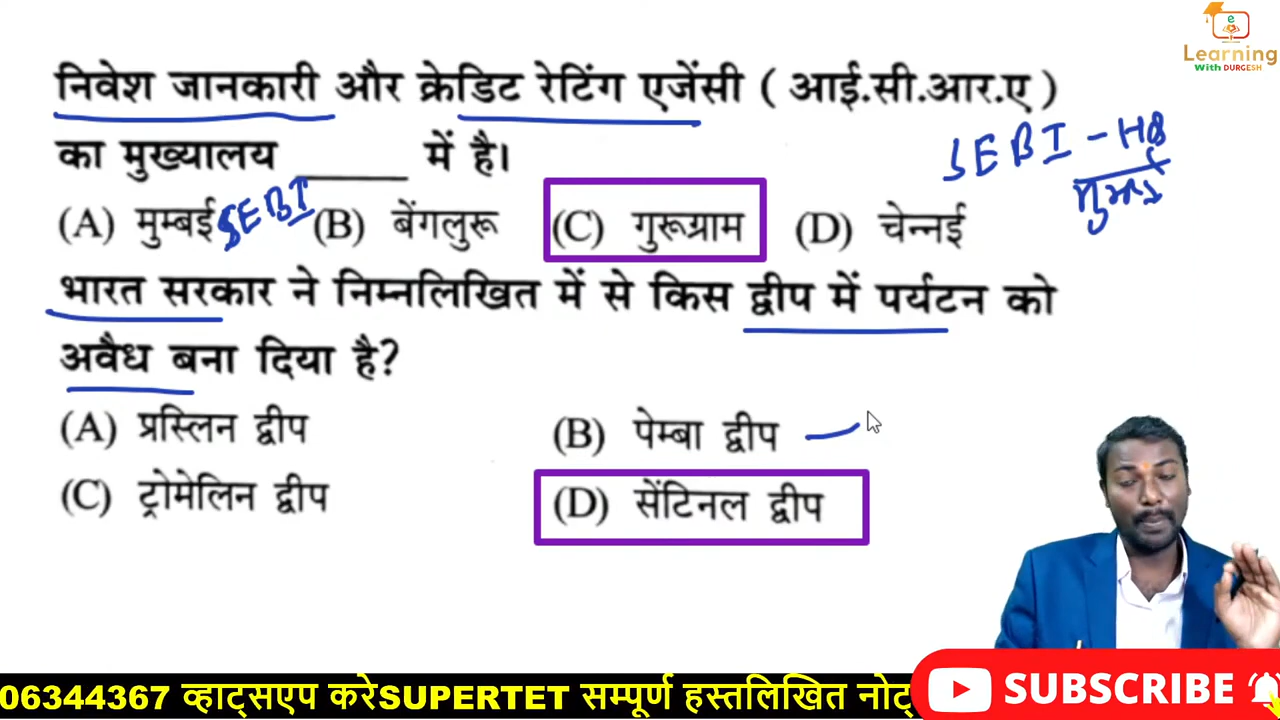 e
Learning
With DURGESH
निवेश जानकारी और क्रेडिट रेटिंग एजेंसी ( आई.सी.आर.ए )
का मुख्यालय ______ में है।
SEBI - HQ
मुम्बई
(A) मुम्बई SEBI (B) बेंगलुरू (C) गुरूग्राम (D) चेन्नई
भारत सरकार ने निम्नलिखित में से किस द्वीप में पर्यटन को
अवैध बना दिया है?
(A) प्रस्लिन द्वीप (B) पेम्बा द्वीप
(C) ट्रोमेलिन द्वीप (D) सेंटिनल द्वीप
06344367 व्हाट्सएप करेSUPERTET सम्पूर्ण हस्तलिखित नोट्
SUBSCRIBE